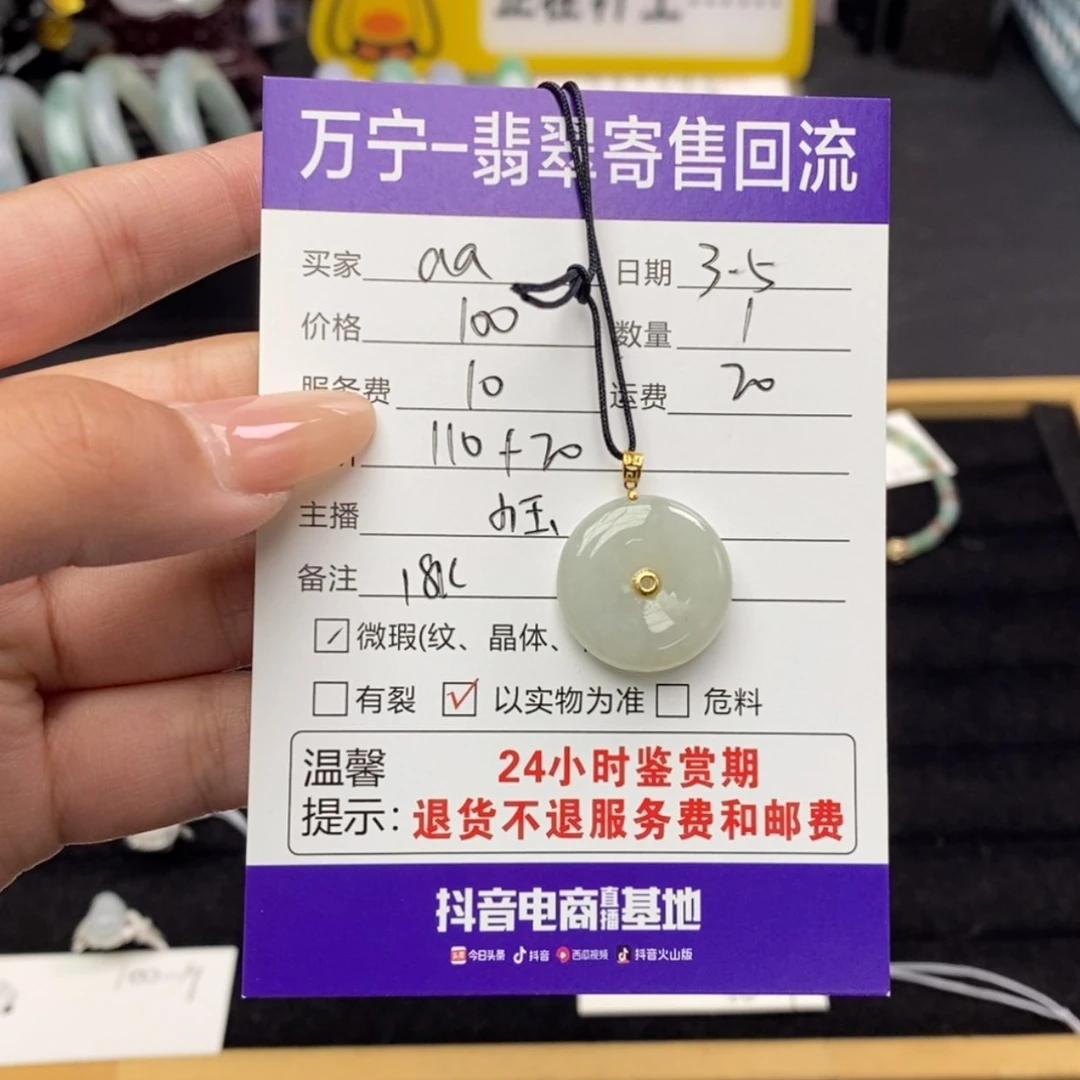 万宁-翡翠寄售回流
买家 aa 日期 3-5
价格 100 数量 1
服务费 10 运费 20
110+20
主播
备注 18K
微瑕(纹、晶体、
有裂 以实物为准 危料
温馨提示: 24小时鉴赏期
退货不退服务费和邮费
抖音电商直播基地
头条 今日头条 抖音 西瓜视频 抖音火山版